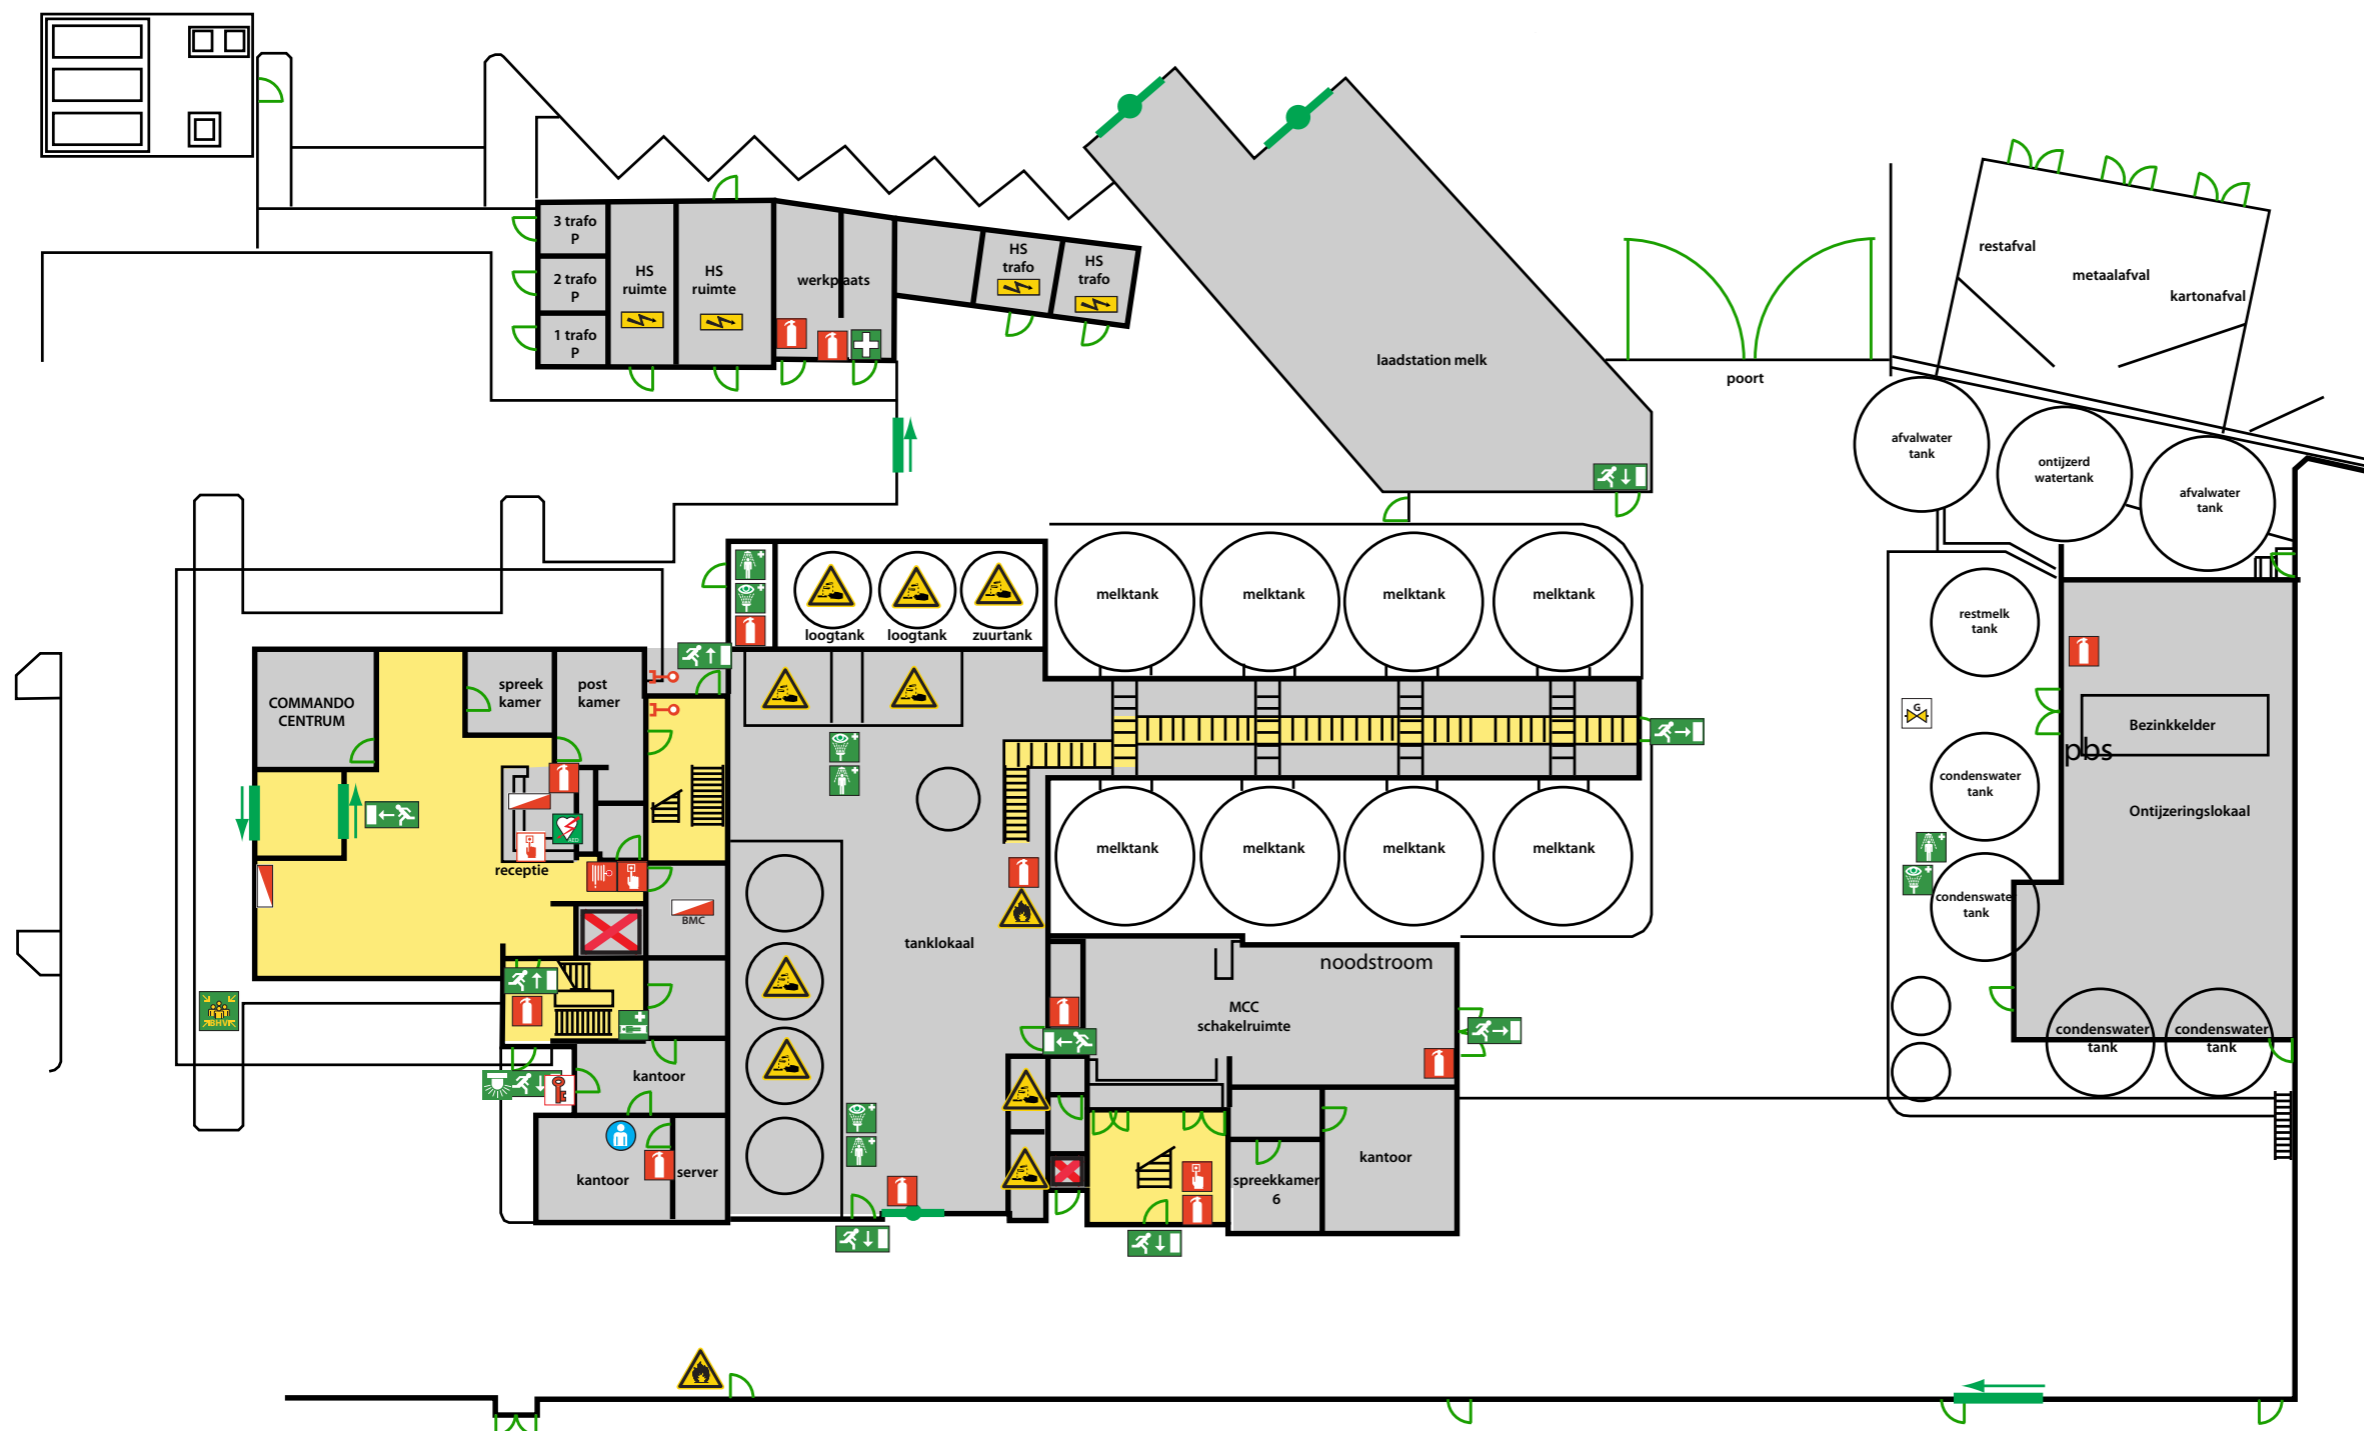 3 trafo
P
2 trafo
P
1 trafo
P
HS
ruimte
HS
ruimte
werkplaats
HS
trafo
HS
trafo
laadstation melk
poort
restafval
metaalafval
kartonafval
afvalwater
tank
ontijzerd
watertank
afvalwater
tank
loogtank
loogtank
zuurtank
melktank
melktank
melktank
melktank
restmelk
tank
COMMANDO
CENTRUM
spreek
kamer
post
kamer
G
Bezinkkelder
pbs
condenswater
tank
Ontijzeringslokaal
melktank
melktank
melktank
melktank
receptie
BMC
condenswater
tank
tanklokaal
noodstroom
MCC
schakelruimte
BHV
condenswater
tank
condenswater
tank
kantoor
kantoor
server
spreekkamer
6
kantoor